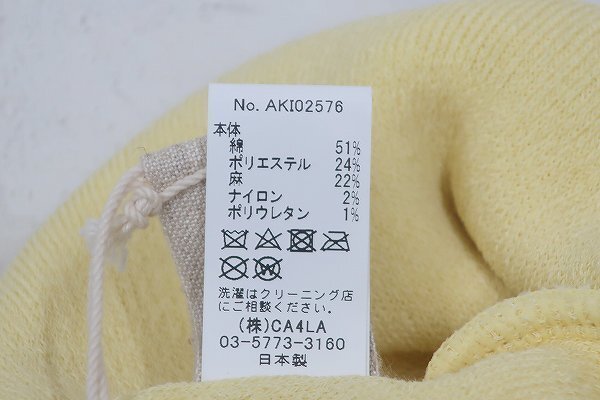 No. AKI02576
本体
綿 51%
ポリエステル 24%
麻 22%
ナイロン 2%
ポリウレタン 1%
W
洗濯はクリーニング店
にご相談ください。
(株)CA4LA
03-5773-3160
日本製